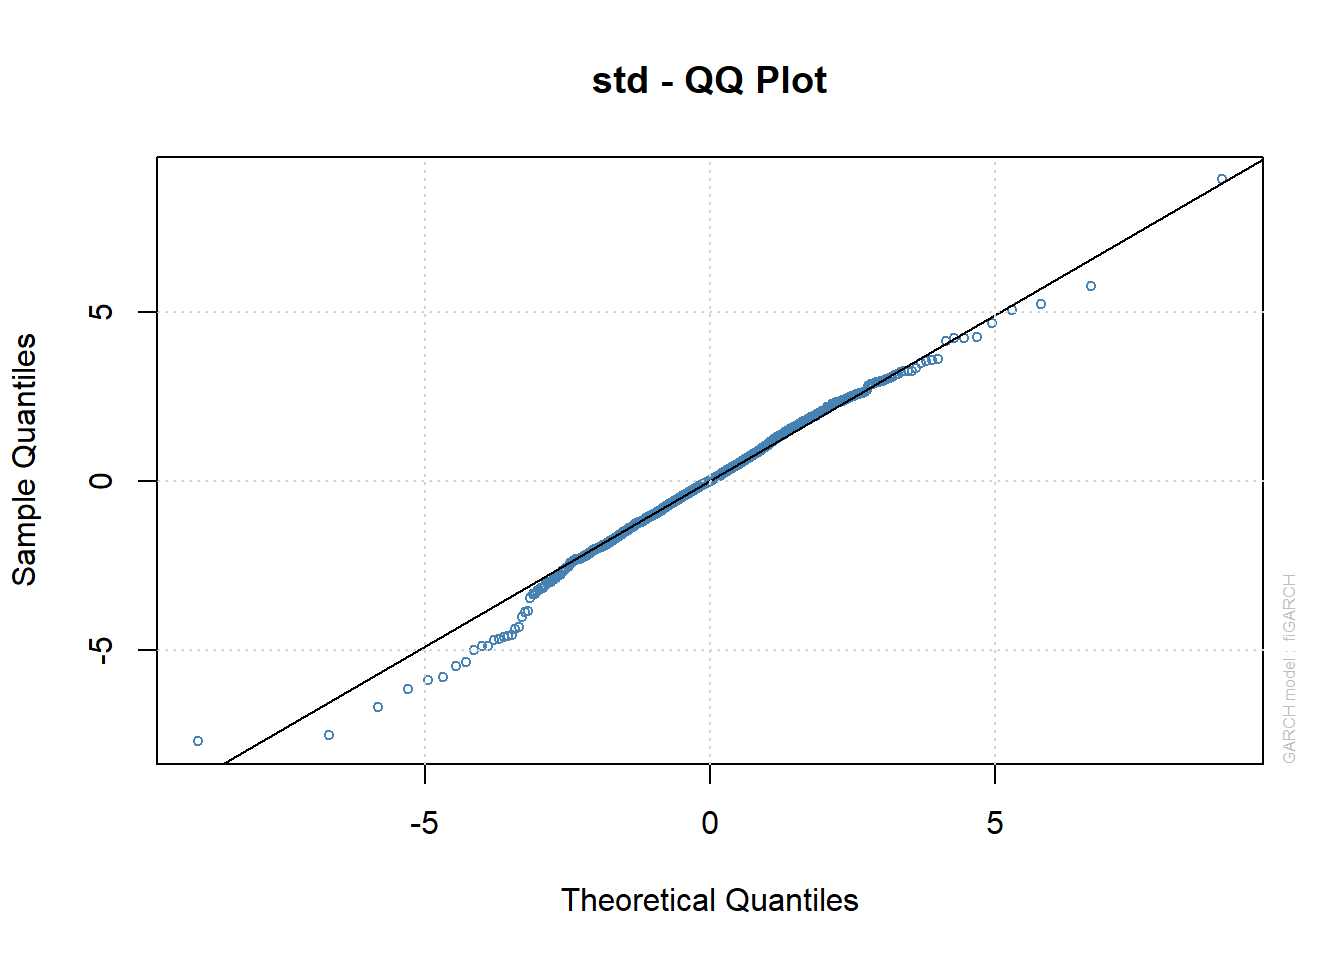 std - QQ Plot
Sample Quantiles
5
0
-5
-5
0
5
Theoretical Quantiles
GARCH model : fiGARCH